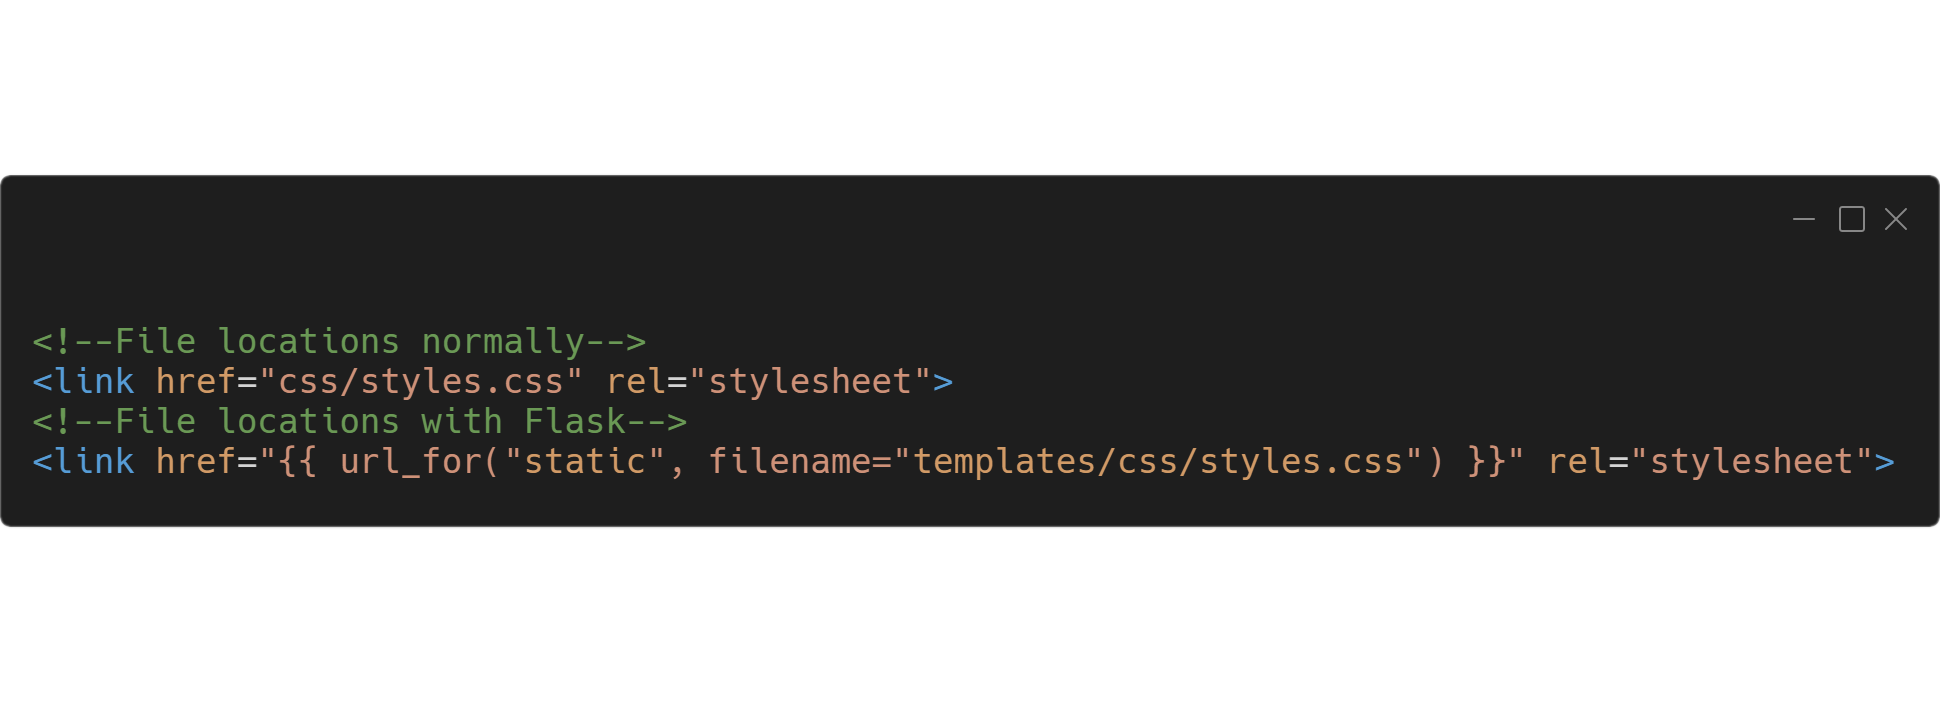 <!--File locations normally-->
<link href="css/styles.css" rel="stylesheet">
<!--File locations with Flask-->
<link href="{{ url_for("static", filename="templates/css/styles.css") }}" rel="stylesheet">